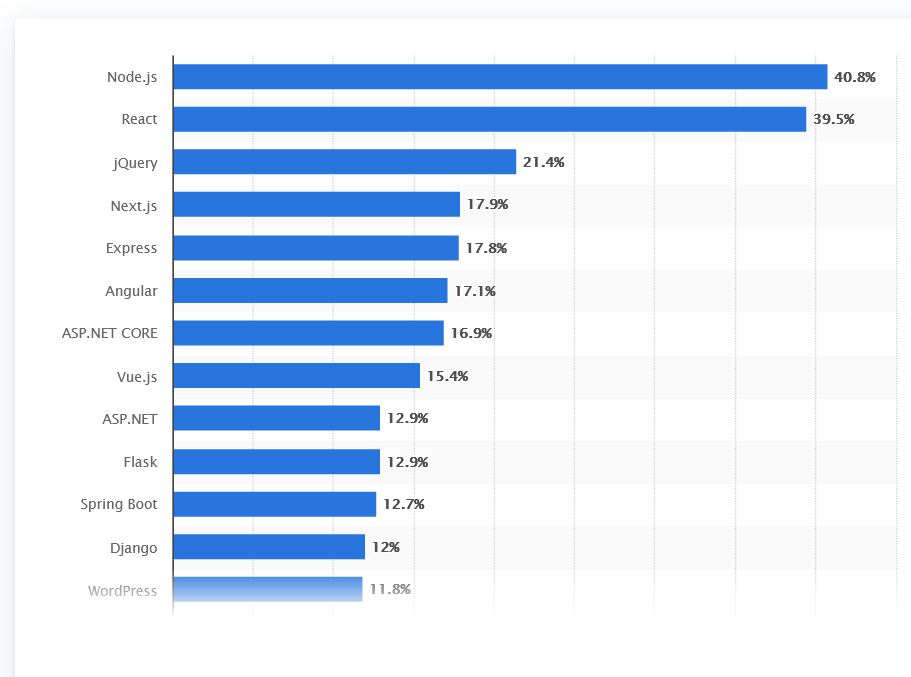 Node.js 40.8%
React 39.5%
jQuery 21.4%
Next.js 17.9%
Express 17.8%
Angular 17.1%
ASP.NET CORE 16.9%
Vue.js 15.4%
ASP.NET 12.9%
Flask 12.9%
Spring Boot 12.7%
Django 12%
WordPress 11.8%